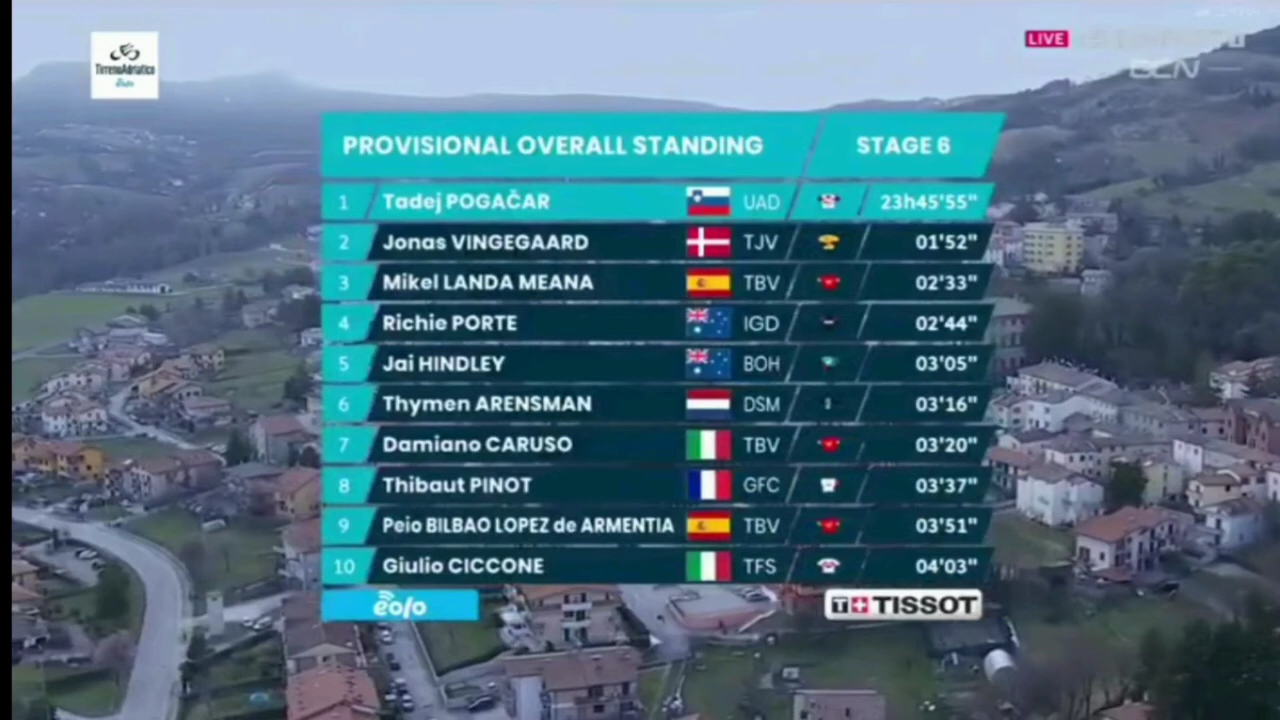 TirrenoAdriatico
eolo
LIVE
PROVISIONAL OVERALL STANDING STAGE 6
1 Tadej POGAČAR UAD 23h45'55"
2 Jonas VINGEGAARD TJV 01'52"
3 Mikel LANDA MEANA TBV 02'33"
4 Richie PORTE IGD 02'44"
5 Jai HINDLEY BOH 03'05"
6 Thymen ARENSMAN DSM 03'16"
7 Damiano CARUSO TBV 03'20"
8 Thibaut PINOT GFC 03'37"
9 Peio BILBAO LOPEZ de ARMENTIA TBV 03'51"
10 Giulio CICCONE TFS 04'03"
eolo T+ TISSOT